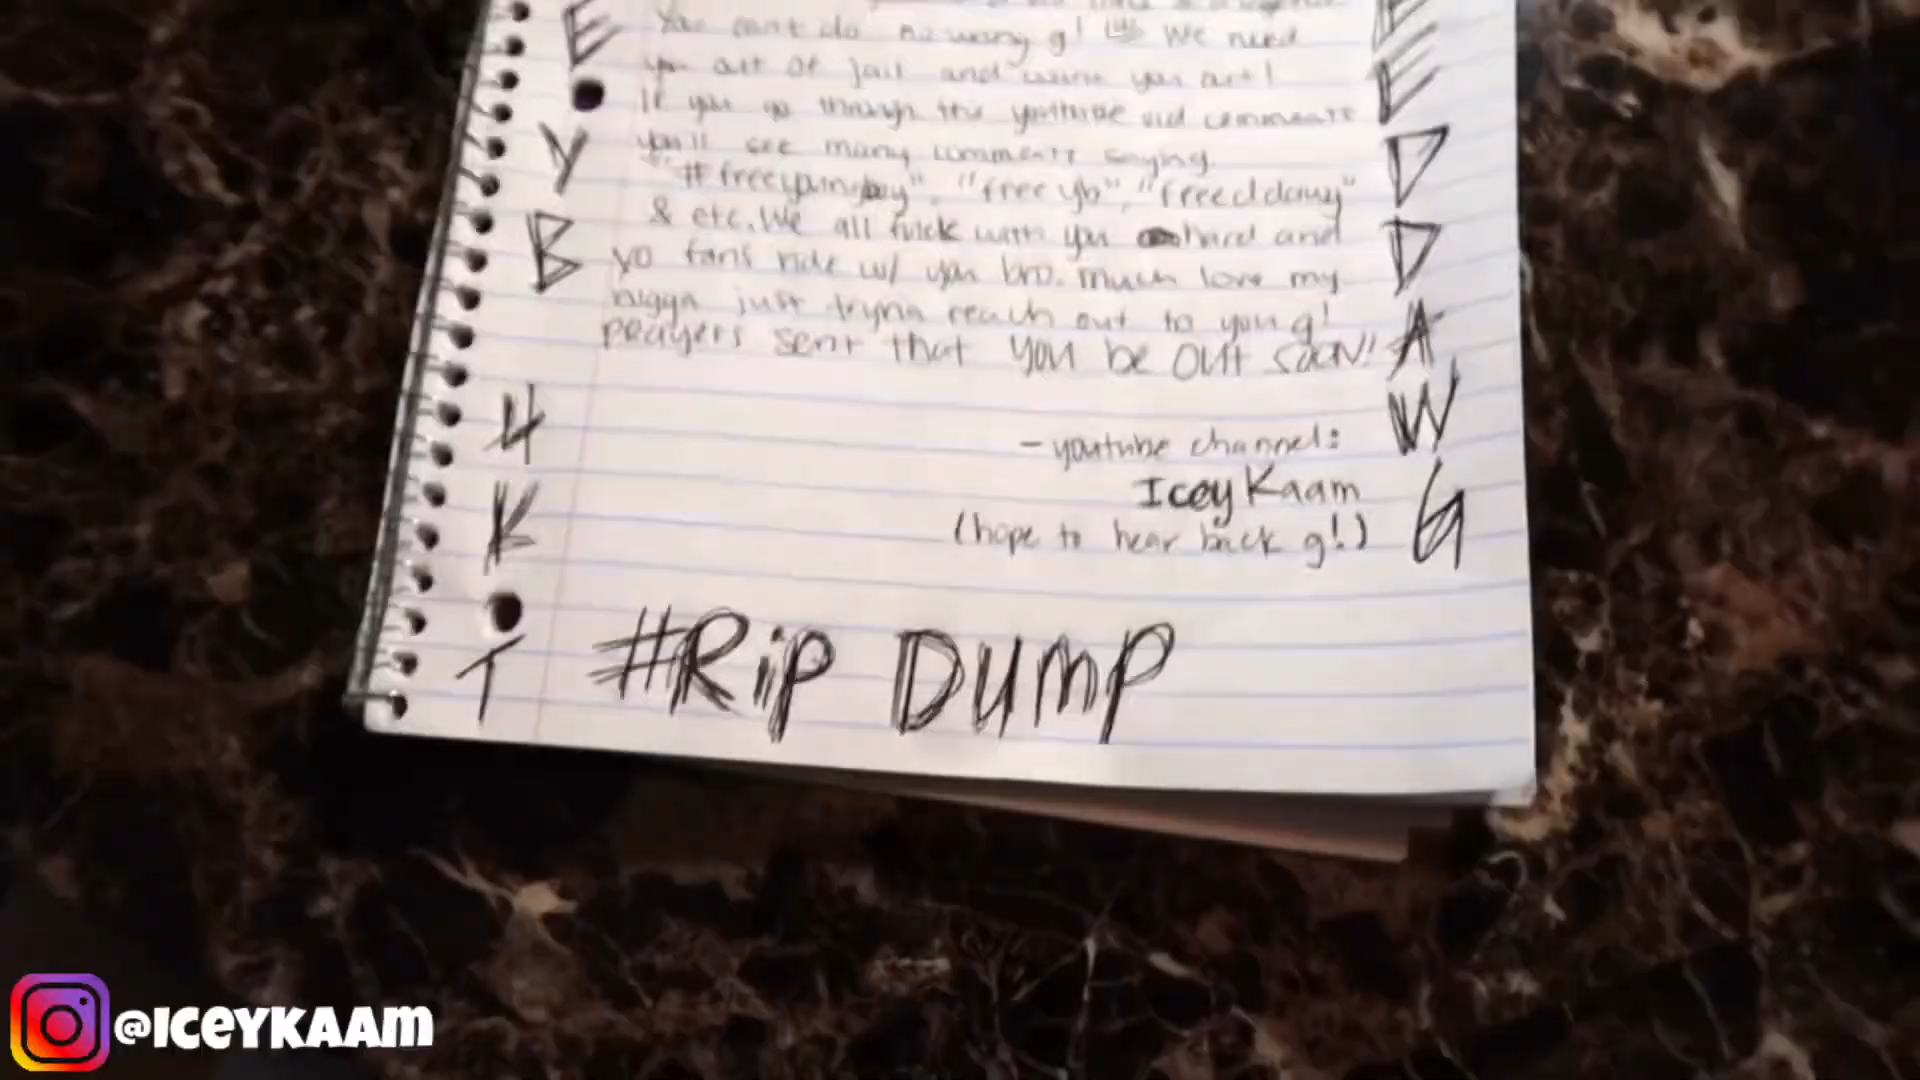 You can't do no wrong g! We need
you out of jail and want you out!
If you go through the youtube vid comments
you'll see many comments saying
"#freeyoungboy", "free yb", "freeddawg"
& etc. We all fuck with you hard and
yo fans ride w/ you bro. much love my
nigga just tryna reach out to you g!
prayers sent that you be out soon!
- youtube channel:
Icey Kaam
(hope to hear back g!)
#Rip Dump
E
•
Y
B
4
K
•
T
E
E
D
D
A
W
G
@ICEYKAAM